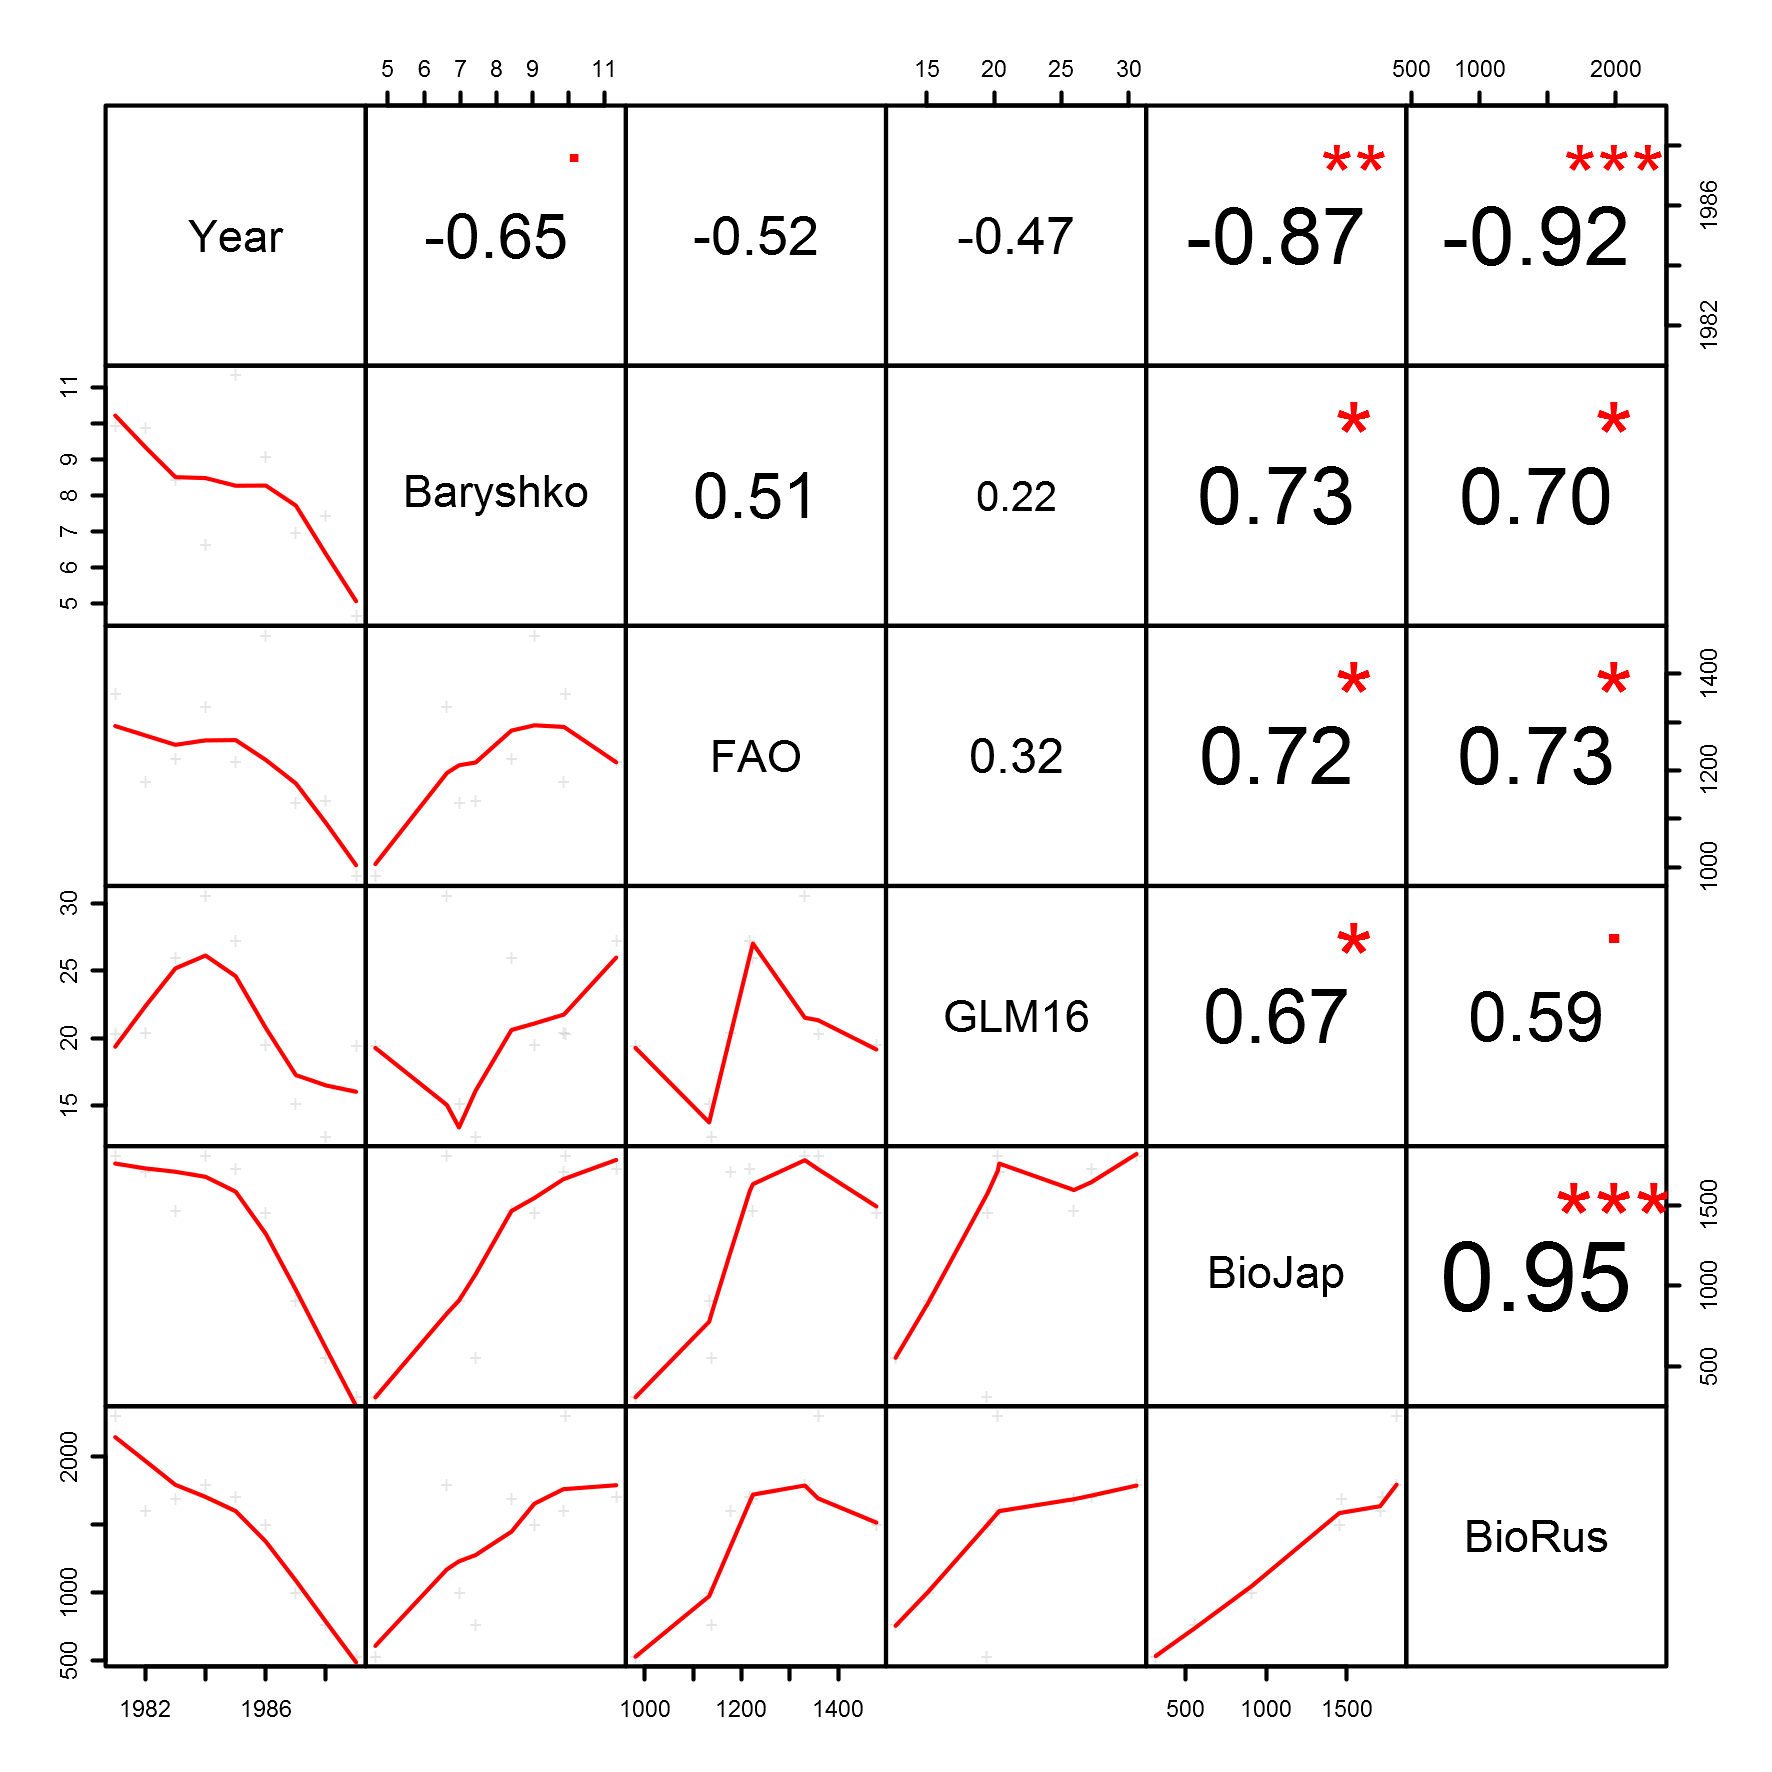 5 6 7 8 9 11 15 20 25 30 500 1000 2000
Year -0.65 . -0.52 -0.47 -0.87 ** -0.92 ***
1986
1982
11
9
8
7
6
5
Baryshko 0.51 0.22 0.73 * 0.70 *
FAO 0.32 0.72 * 0.73 *
1400
1200
1000
30
25
20
15
GLM16 0.67 * 0.59 .
BioJap 0.95 ***
1500
1000
500
2000
1000
500
BioRus
1982 1986 1000 1200 1400 500 1000 1500